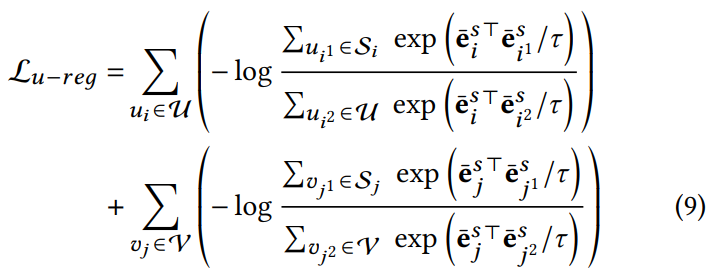 \mathcal{L}_{u-reg} = \sum_{u_i \in \mathcal{U}} \left( -\log \frac{\sum_{u_{i^1} \in \mathcal{S}_i} \exp\left( \bar{\mathbf{e}}_i^{s\top} \bar{\mathbf{e}}_{i^1}^{s} / \tau \right)}{\sum_{u_{i^2} \in \mathcal{U}} \exp\left( \bar{\mathbf{e}}_i^{s\top} \bar{\mathbf{e}}_{i^2}^{s} / \tau \right)} \right)
+ \sum_{v_j \in \mathcal{V}} \left( -\log \frac{\sum_{v_{j^1} \in \mathcal{S}_j} \exp\left( \bar{\mathbf{e}}_j^{s\top} \bar{\mathbf{e}}_{j^1}^{s} / \tau \right)}{\sum_{v_{j^2} \in \mathcal{V}} \exp\left( \bar{\mathbf{e}}_j^{s\top} \bar{\mathbf{e}}_{j^2}^{s} / \tau \right)} \right) (9)